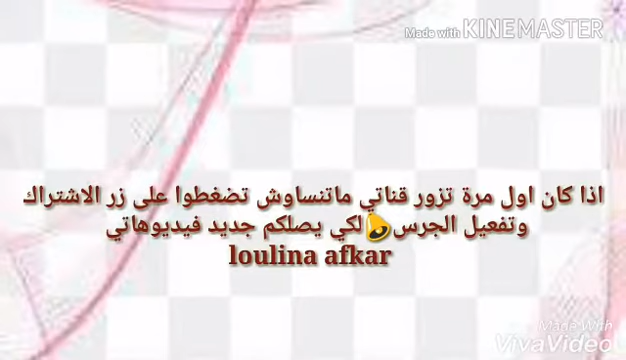 Made with KINEMASTER
اذا كان اول مرة تزور قناتي ماتنساوش تضغطوا على زر الاشتراك
وتفعيل الجرس🔔لكي يصلكم جديد فيديوهاتي
loulina afkar
Made With
VivaVideo